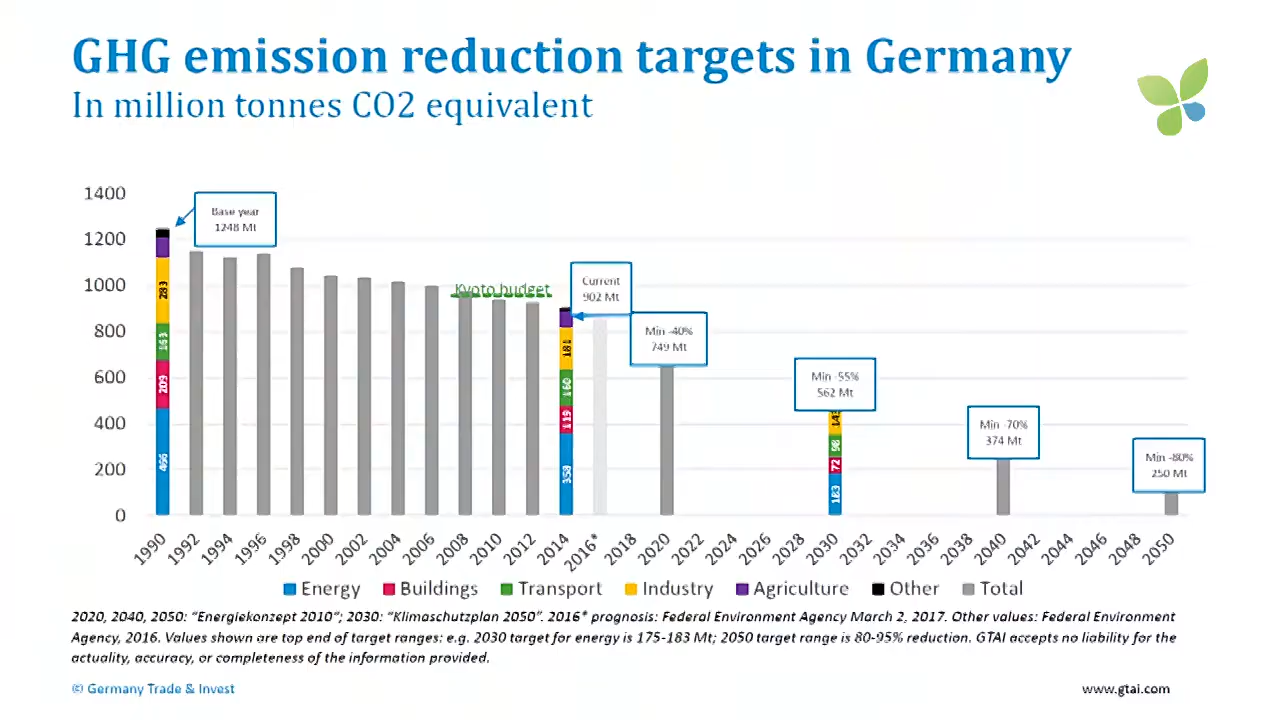 GHG emission reduction targets in Germany
In million tonnes CO2 equivalent
1400
1200
1000
800
600
400
200
0
Base year
1248 Mt
Kyoto budget
Current
902 Mt
Min -40%
749 Mt
Min -55%
562 Mt
Min -70%
374 Mt
Min -80%
250 Mt
283
163
209
466
181
160
119
358
143
98
72
183
1990 1992 1994 1996 1998 2000 2002 2004 2006 2008 2010 2012 2014 2016* 2018 2020 2022 2024 2026 2028 2030 2032 2034 2036 2038 2040 2042 2044 2046 2048 2050
Energy Buildings Transport Industry Agriculture Other Total
2020, 2040, 2050: "Energiekonzept 2010"; 2030: "Klimaschutzplan 2050". 2016* prognosis: Federal Environment Agency March 2, 2017. Other values: Federal Environment
Agency, 2016. Values shown are top end of target ranges: e.g. 2030 target for energy is 175-183 Mt; 2050 target range is 80-95% reduction. GTAI accepts no liability for the
actuality, accuracy, or completeness of the information provided.
© Germany Trade & Invest
www.gtai.com